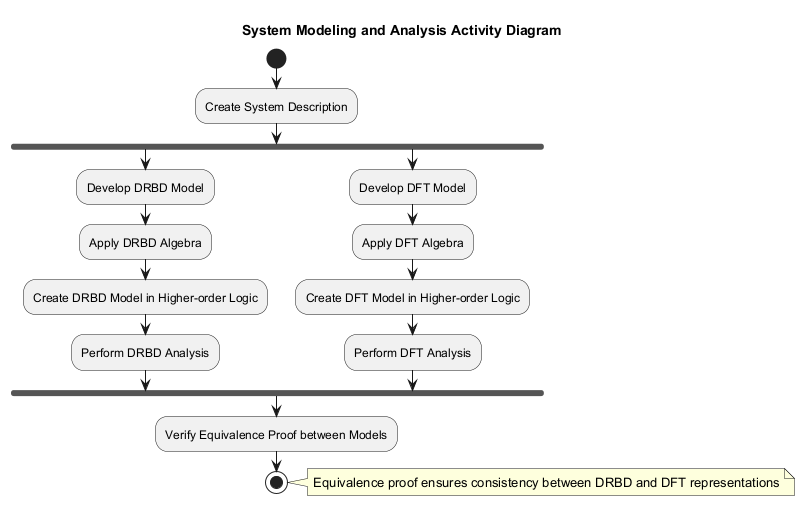 System Modeling and Analysis Activity Diagram
Create System Description
Develop DRBD Model
Develop DFT Model
Apply DRBD Algebra
Apply DFT Algebra
Create DRBD Model in Higher-order Logic
Create DFT Model in Higher-order Logic
Perform DRBD Analysis
Perform DFT Analysis
Verify Equivalence Proof between Models
Equivalence proof ensures consistency between DRBD and DFT representations